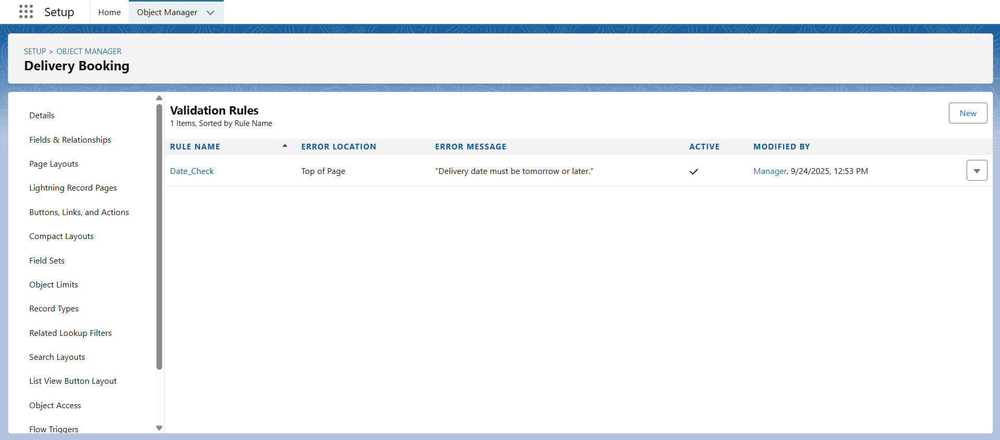 Setup
Home
Object Manager
SETUP > OBJECT MANAGER
Delivery Booking
Details
Fields & Relationships
Page Layouts
Lightning Record Pages
Buttons, Links, and Actions
Compact Layouts
Field Sets
Object Limits
Record Types
Related Lookup Filters
Search Layouts
List View Button Layout
Object Access
Flow Triggers
Validation Rules
1 Items, Sorted by Rule Name
New
RULE NAME ERROR LOCATION ERROR MESSAGE ACTIVE MODIFIED BY
Date_Check Top of Page "Delivery date must be tomorrow or later." Manager, 9/24/2025, 12:53 PM